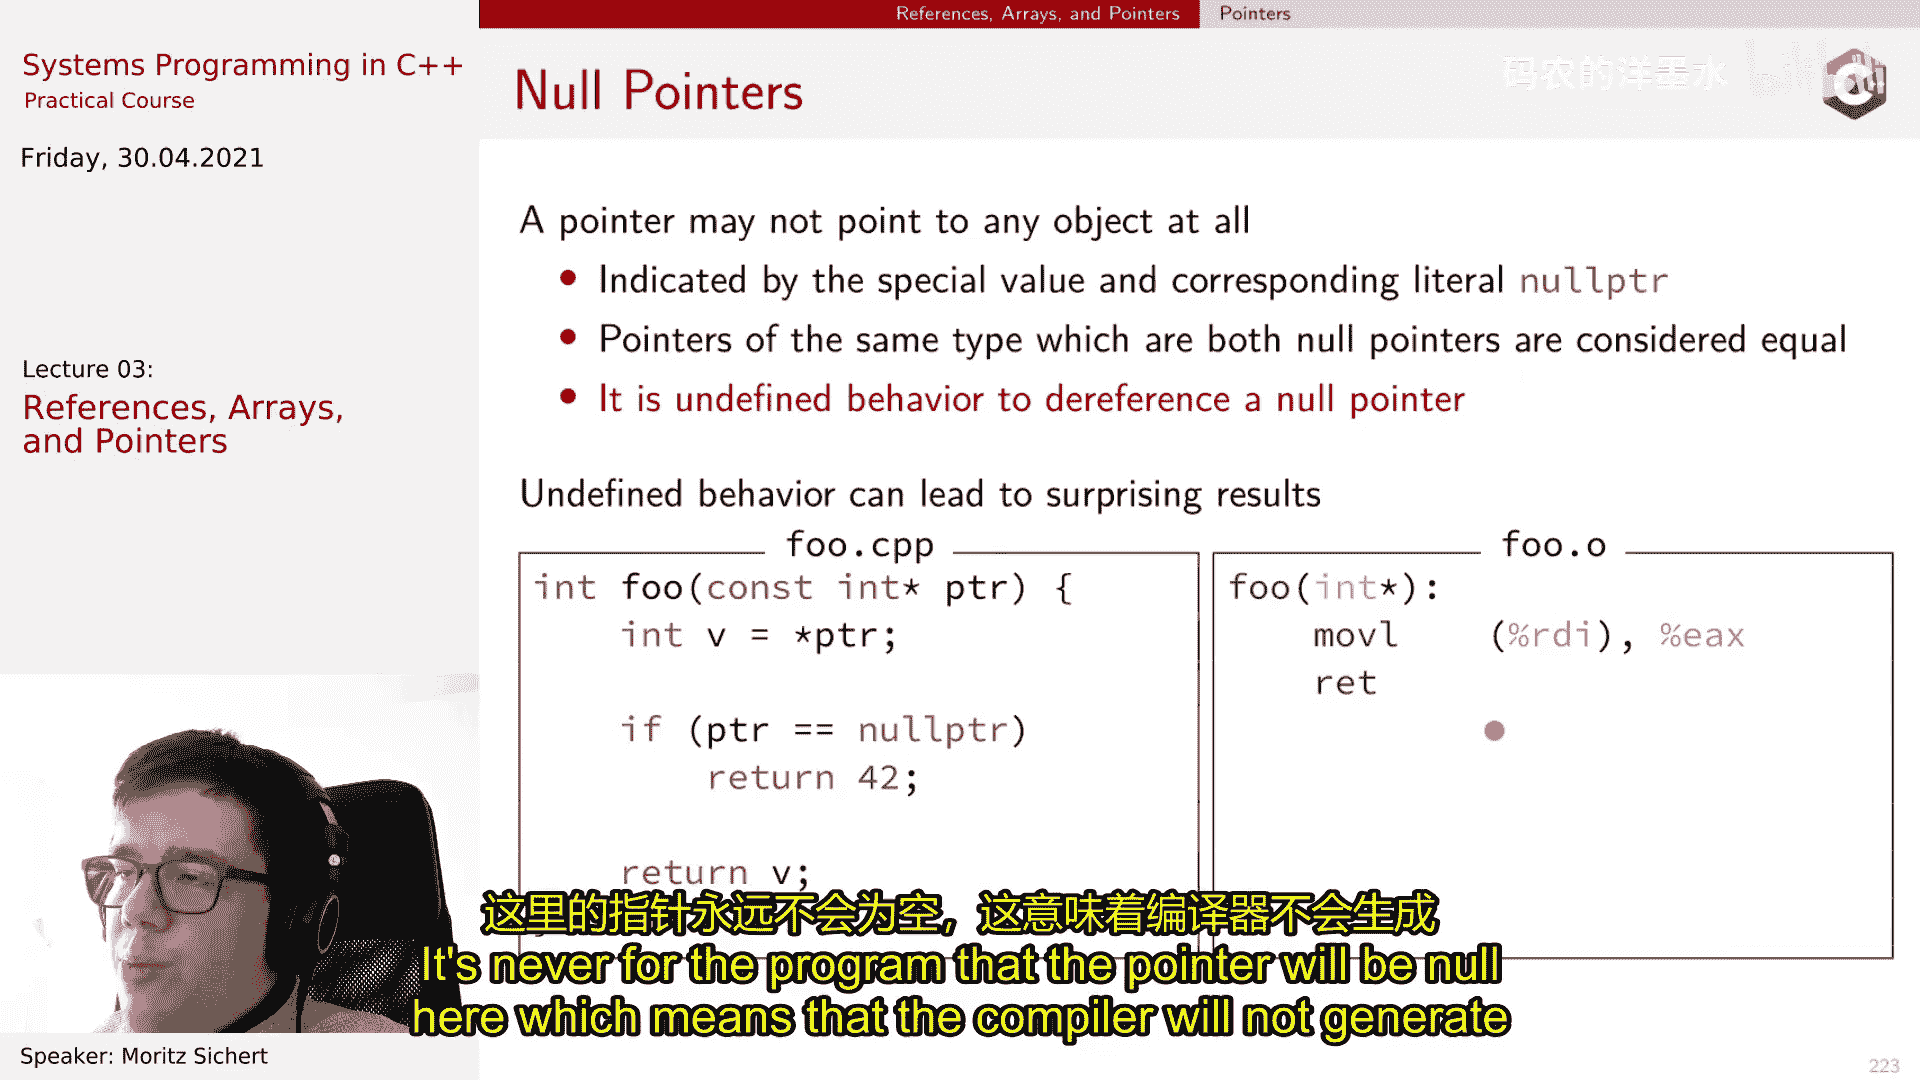 References, Arrays, and Pointers
Pointers
Systems Programming in C++
Practical Course
Friday, 30.04.2021
Lecture 03:
References, Arrays,
and Pointers
Null Pointers
码农的洋墨水
A pointer may not point to any object at all
Indicated by the special value and corresponding literal nullptr
Pointers of the same type which are both null pointers are considered equal
It is undefined behavior to dereference a null pointer
Undefined behavior can lead to surprising results
foo.cpp
int foo(const int* ptr) {
int v = *ptr;
if (ptr == nullptr)
return 42;
return v;
foo.o
foo(int*):
movl (%rdi), %eax
ret
这里的指针永远不会为空，这意味着编译器不会生成
It's never for the program that the pointer will be null
here which means that the compiler will not generate
Speaker: Moritz Sichert
223